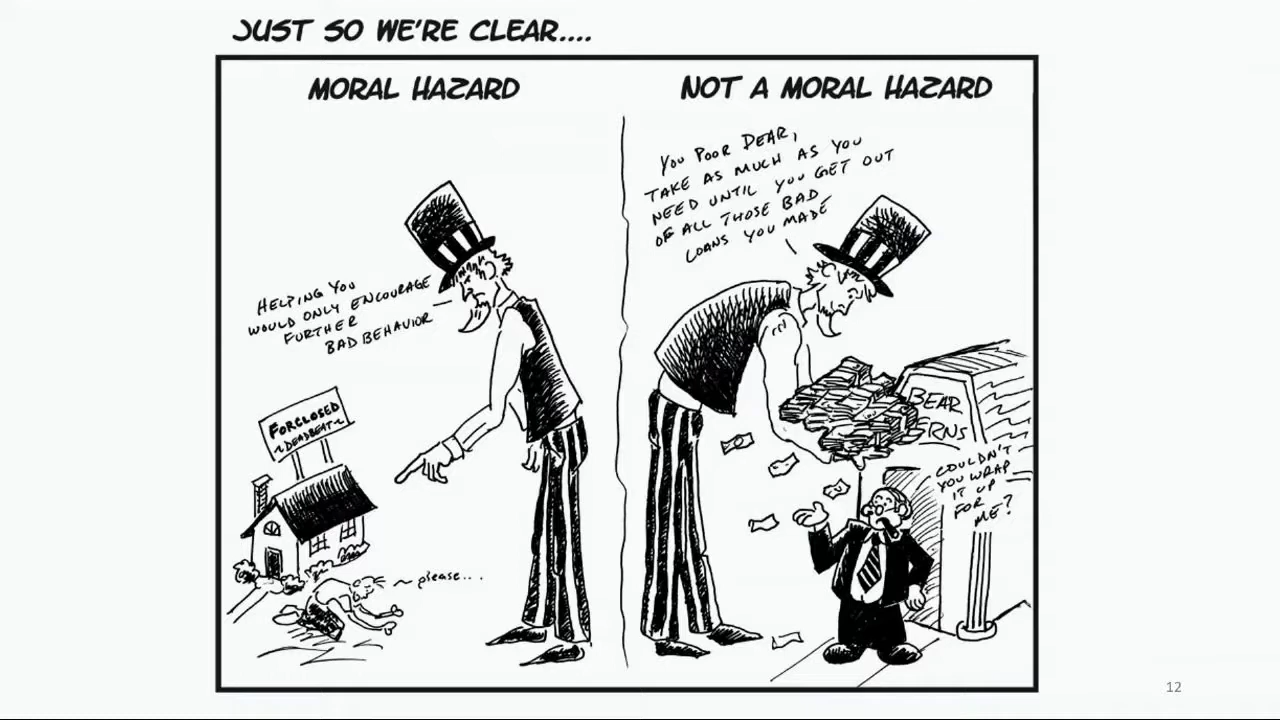 JUST SO WE'RE CLEAR....
MORAL HAZARD
HELPING YOU
WOULD ONLY ENCOURAGE
FURTHER
BAD BEHAVIOR
FORCLOSED
~DEADBEAT~
~ please...
NOT A MORAL HAZARD
YOU POOR DEAR,
TAKE AS MUCH AS YOU
NEED UNTIL YOU GET OUT
OF ALL THOSE BAD
LOANS YOU MADE
BEAR
RNS
COULDN'T
YOU WRAP
IT UP
FOR
ME?
12